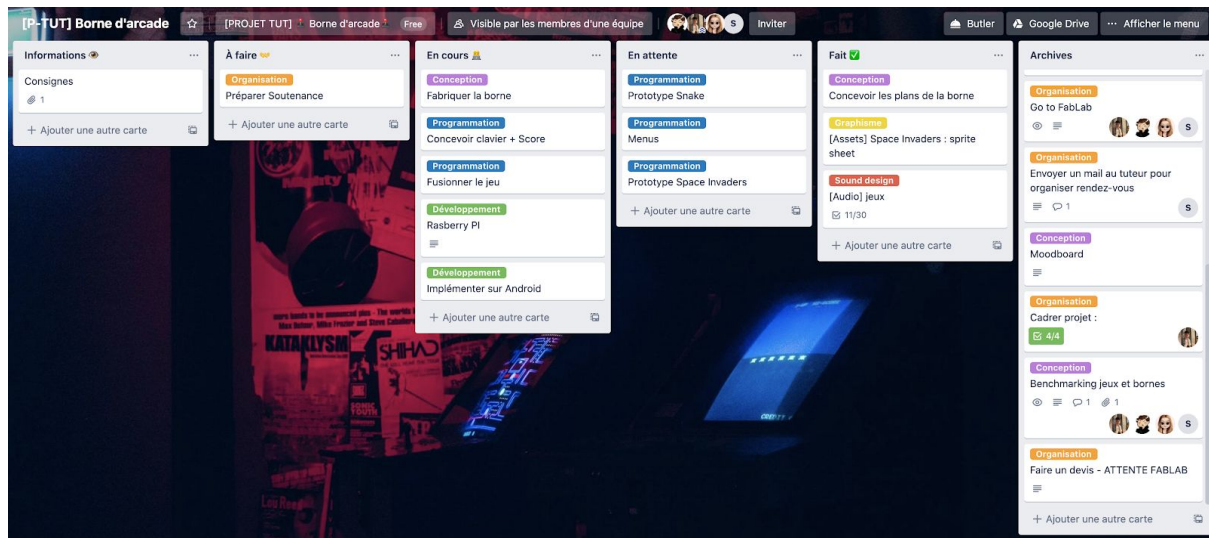 [P-TUT] Borne d'arcade
[PROJET TUT] 🕹 Borne d'arcade 🕹 Free
Visible par les membres d'une équipe
S
Inviter
Butler
Google Drive
··· Afficher le menu
Informations 👁
Consignes
1
+ Ajouter une autre carte
À faire 🤝
Organisation
Préparer Soutenance
+ Ajouter une autre carte
En cours
Conception
Fabriquer la borne
Programmation
Concevoir clavier + Score
Programmation
Fusionner le jeu
Développement
Rasberry PI
Développement
Implémenter sur Android
+ Ajouter une autre carte
En attente
Programmation
Prototype Snake
Programmation
Menus
Programmation
Prototype Space Invaders
+ Ajouter une autre carte
Fait ✅
Conception
Concevoir les plans de la borne
Graphisme
[Assets] Space Invaders : sprite
sheet
Sound design
[Audio] jeux
11/30
+ Ajouter une autre carte
Archives
Organisation
Go to FabLab
S
Organisation
Envoyer un mail au tuteur pour
organiser rendez-vous
1
S
Conception
Moodboard
Organisation
Cadrer projet :
4/4
Conception
Benchmarking jeux et bornes
1 1
S
Organisation
Faire un devis - ATTENTE FABLAB
+ Ajouter une autre carte
KATAKLYSM
SHIHAD
SONIC
YOUTH
Lou Reed
CREDIT